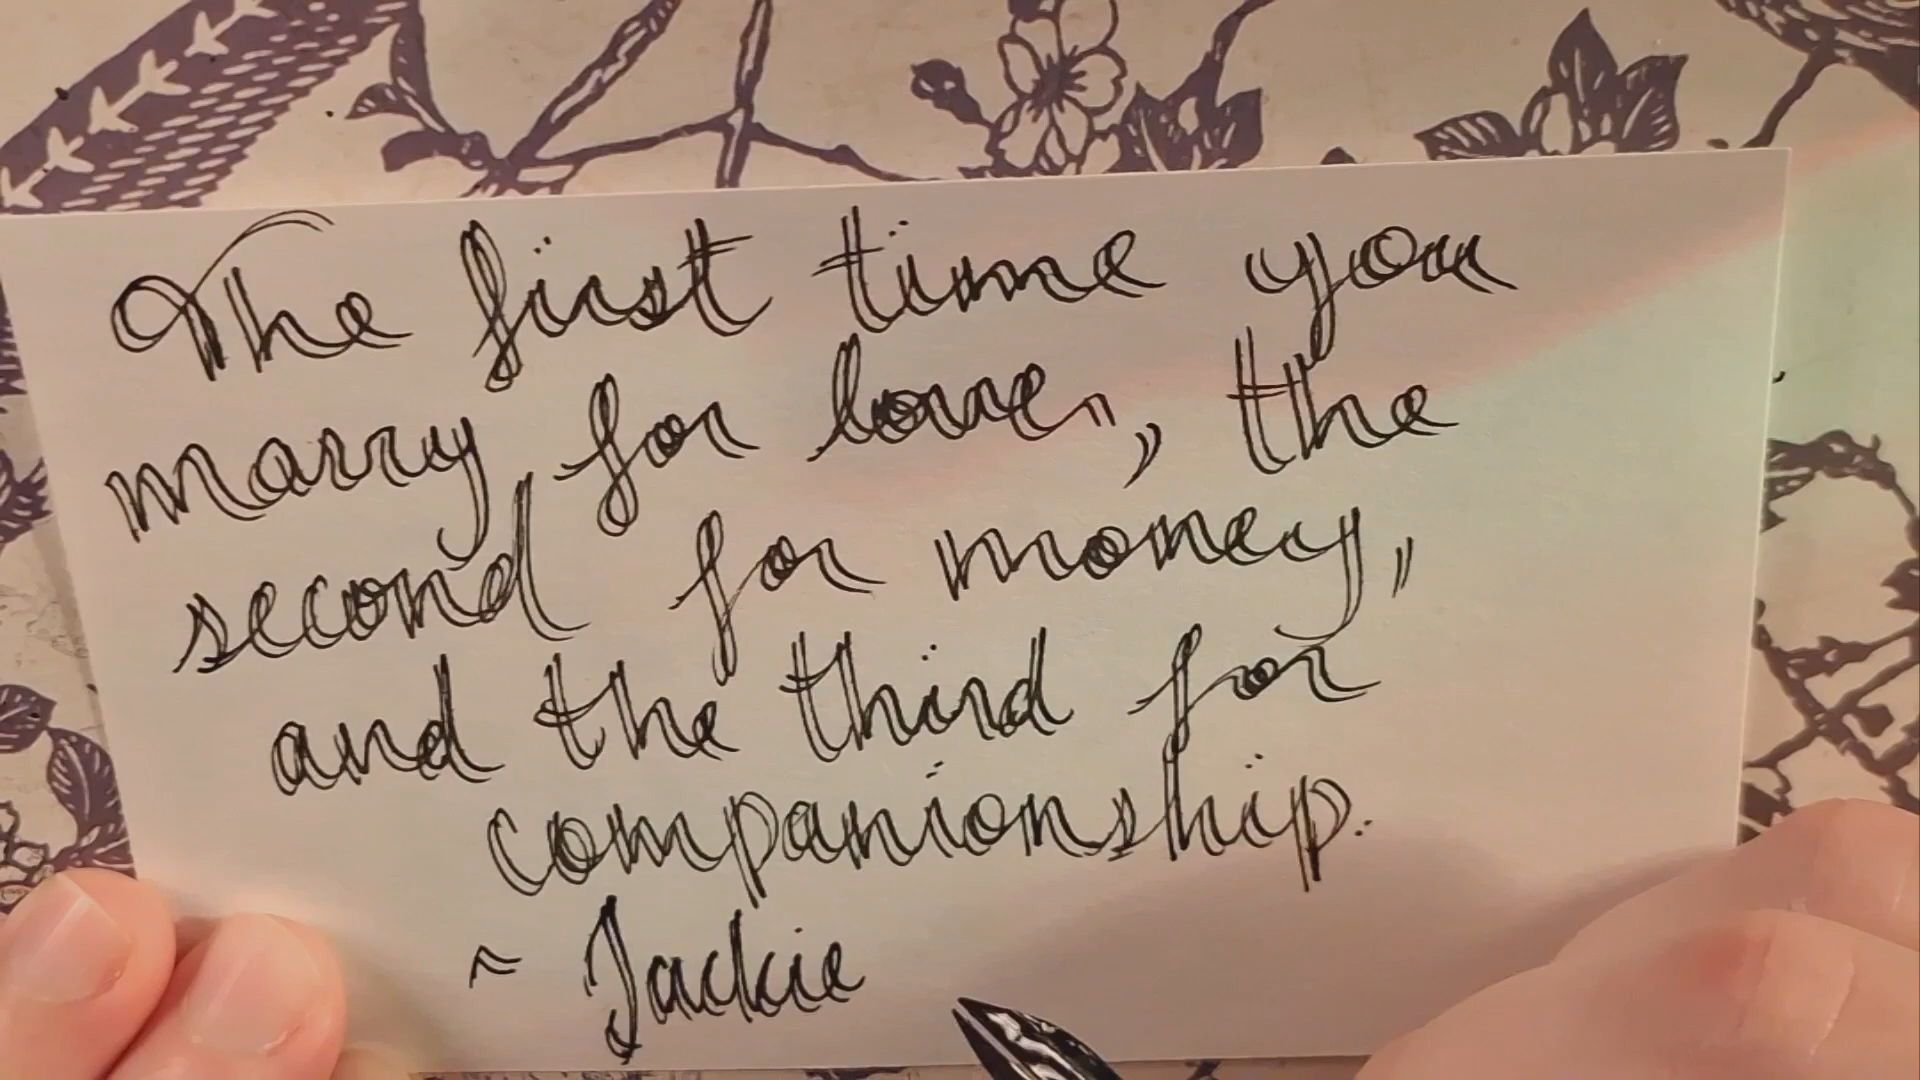 The first time you
marry for love, the
second for money,
and the third for
companionship.
~ Jackie